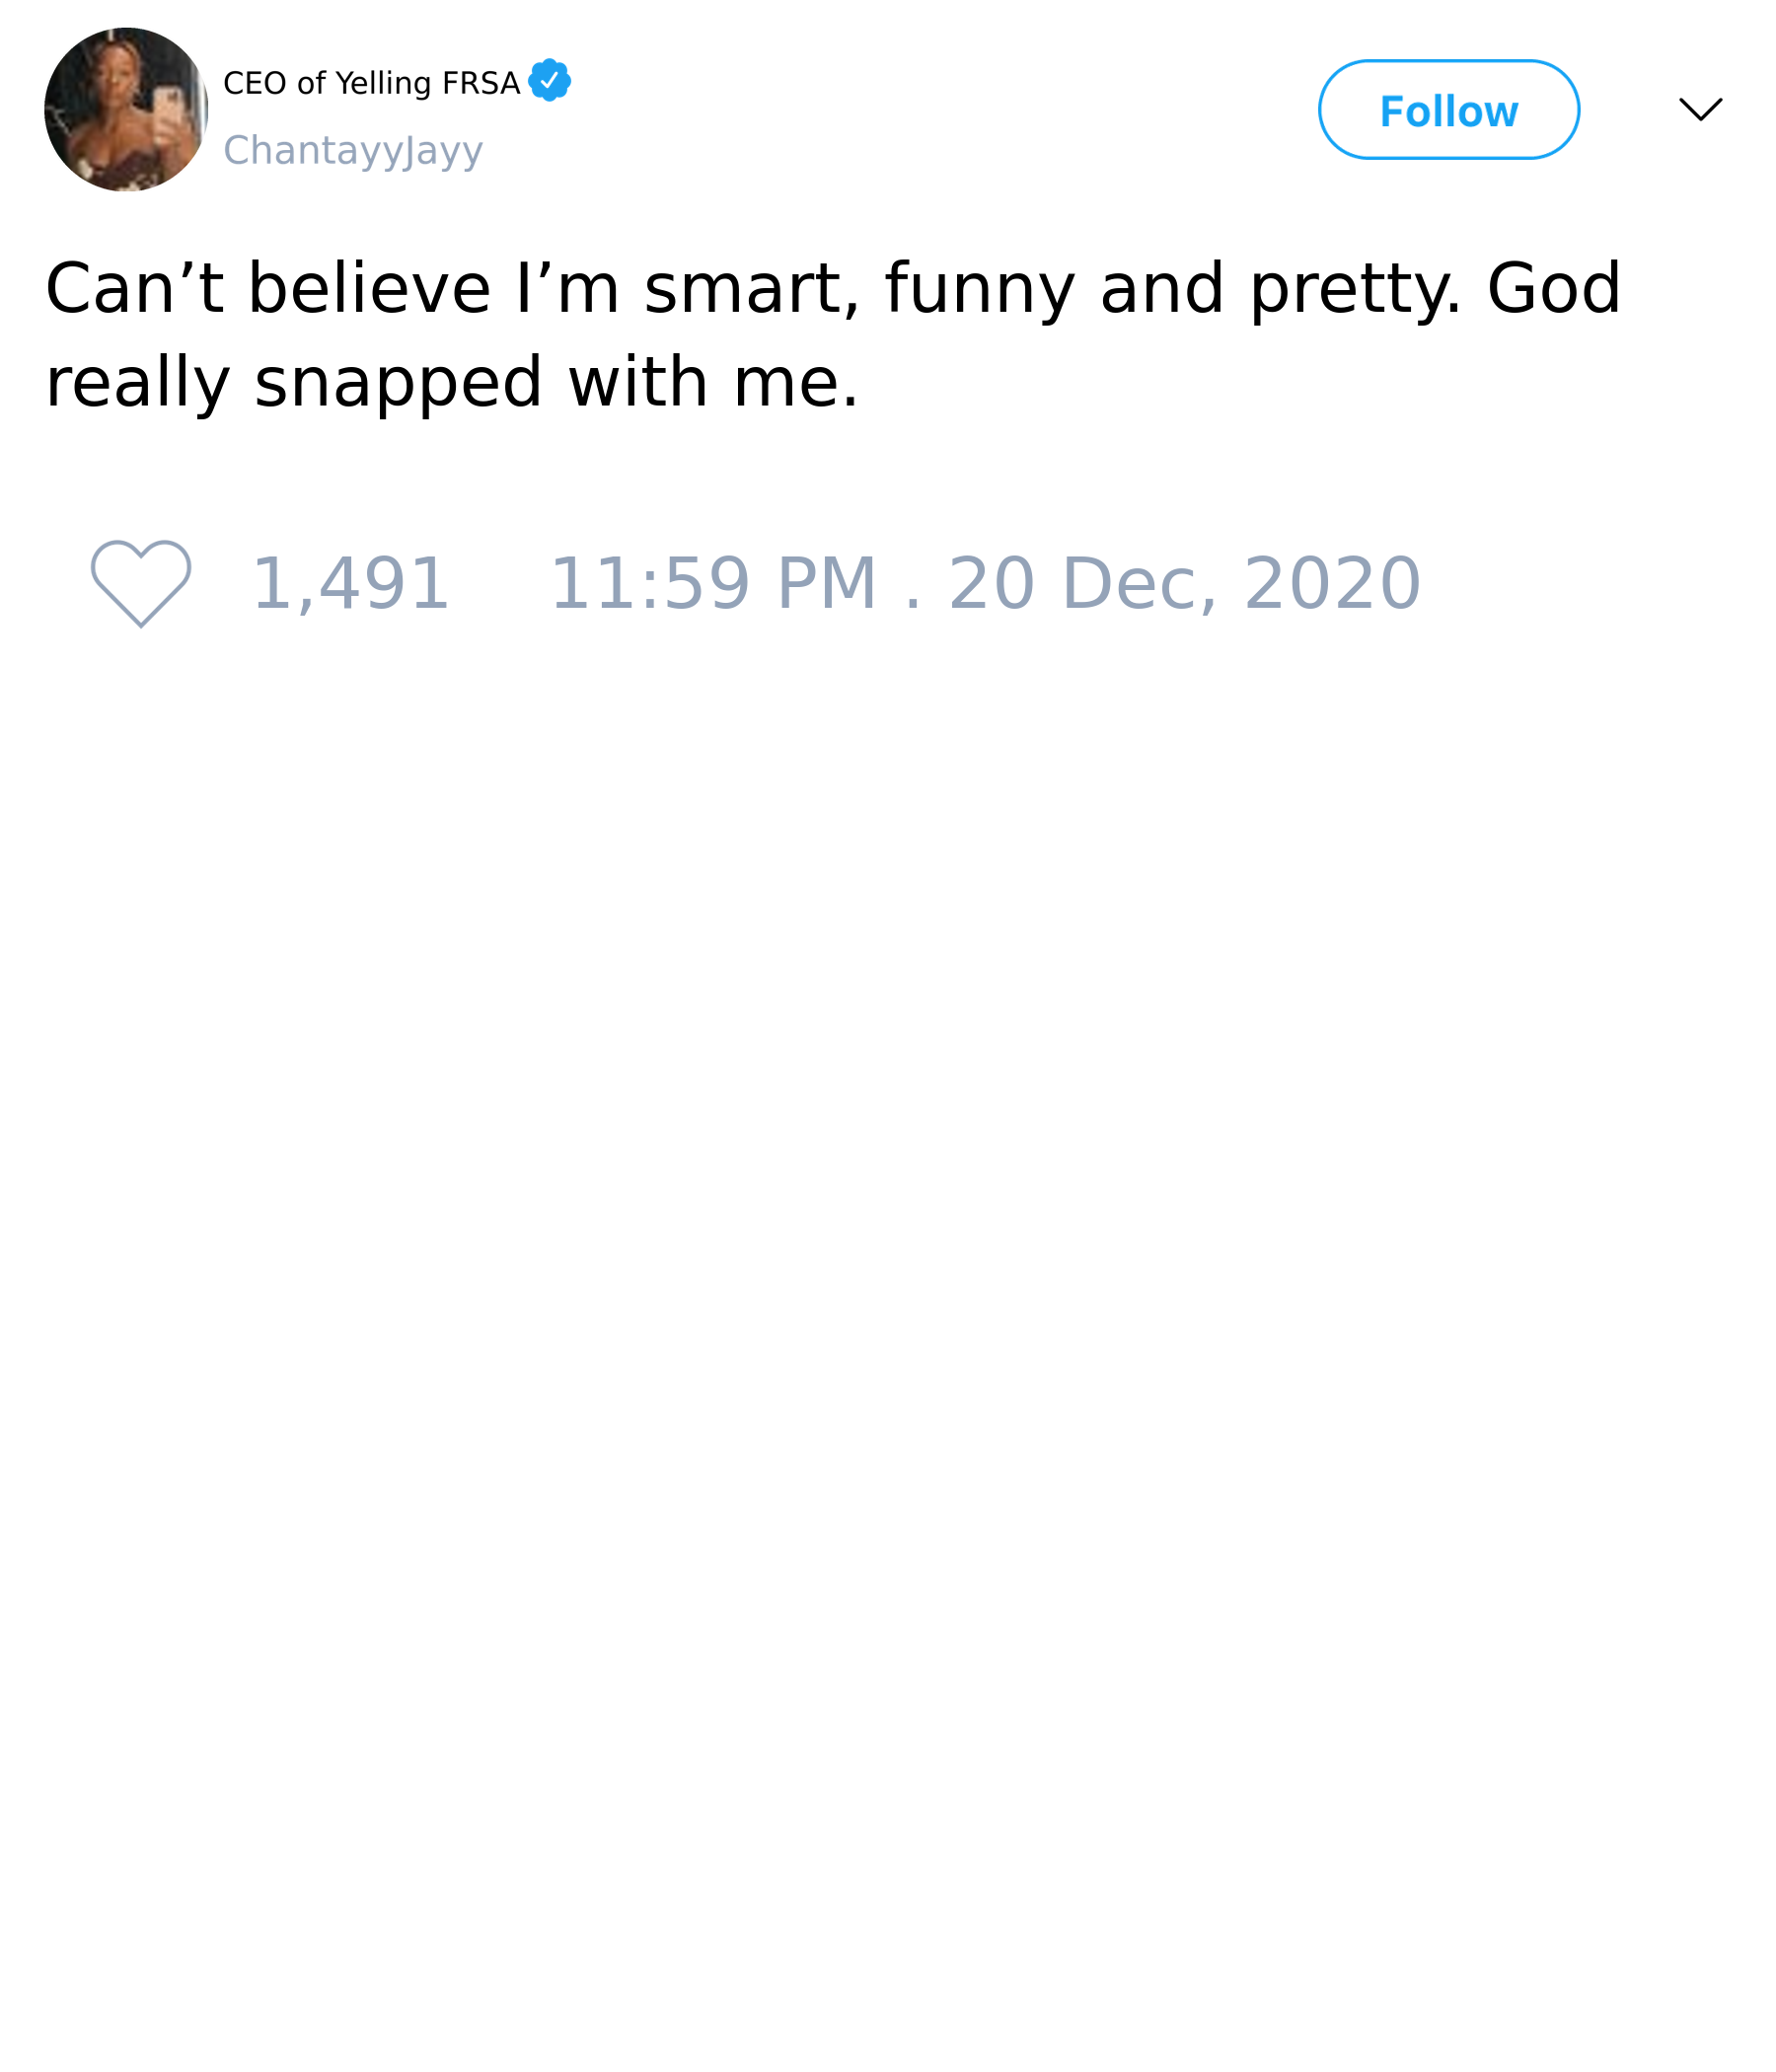 CEO of Yelling FRSA
ChantayyJayy
Follow
Can’t believe I’m smart, funny and pretty. God
really snapped with me.
1,491 11:59 PM . 20 Dec, 2020